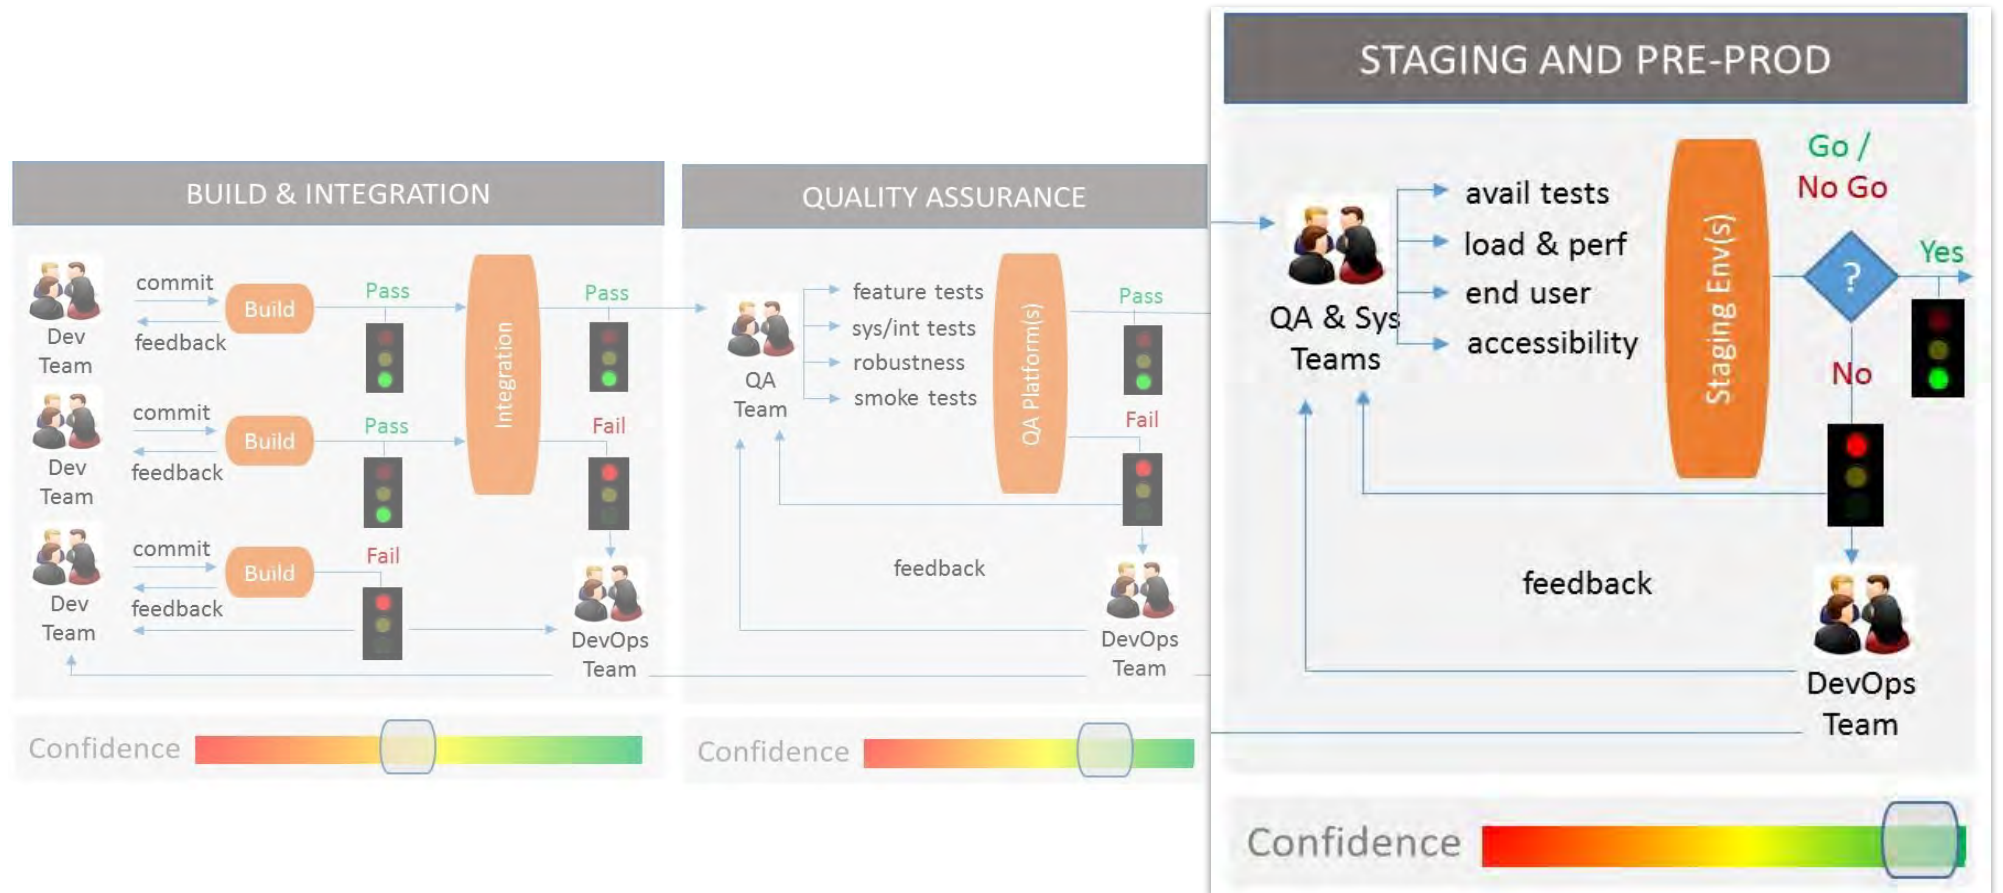 BUILD & INTEGRATION
Dev
Team
commit
feedback
Build
Pass
Dev
Team
commit
feedback
Build
Pass
Dev
Team
commit
feedback
Build
Fail
Integration
Pass
Fail
DevOps
Team
Confidence
QUALITY ASSURANCE
QA
Team
feature tests
sys/int tests
robustness
smoke tests
QA Platform(s)
Pass
Fail
feedback
DevOps
Team
Confidence
STAGING AND PRE-PROD
QA & Sys
Teams
avail tests
load & perf
end user
accessibility
Staging Env(s)
Go /
No Go
?
Yes
No
feedback
DevOps
Team
Confidence